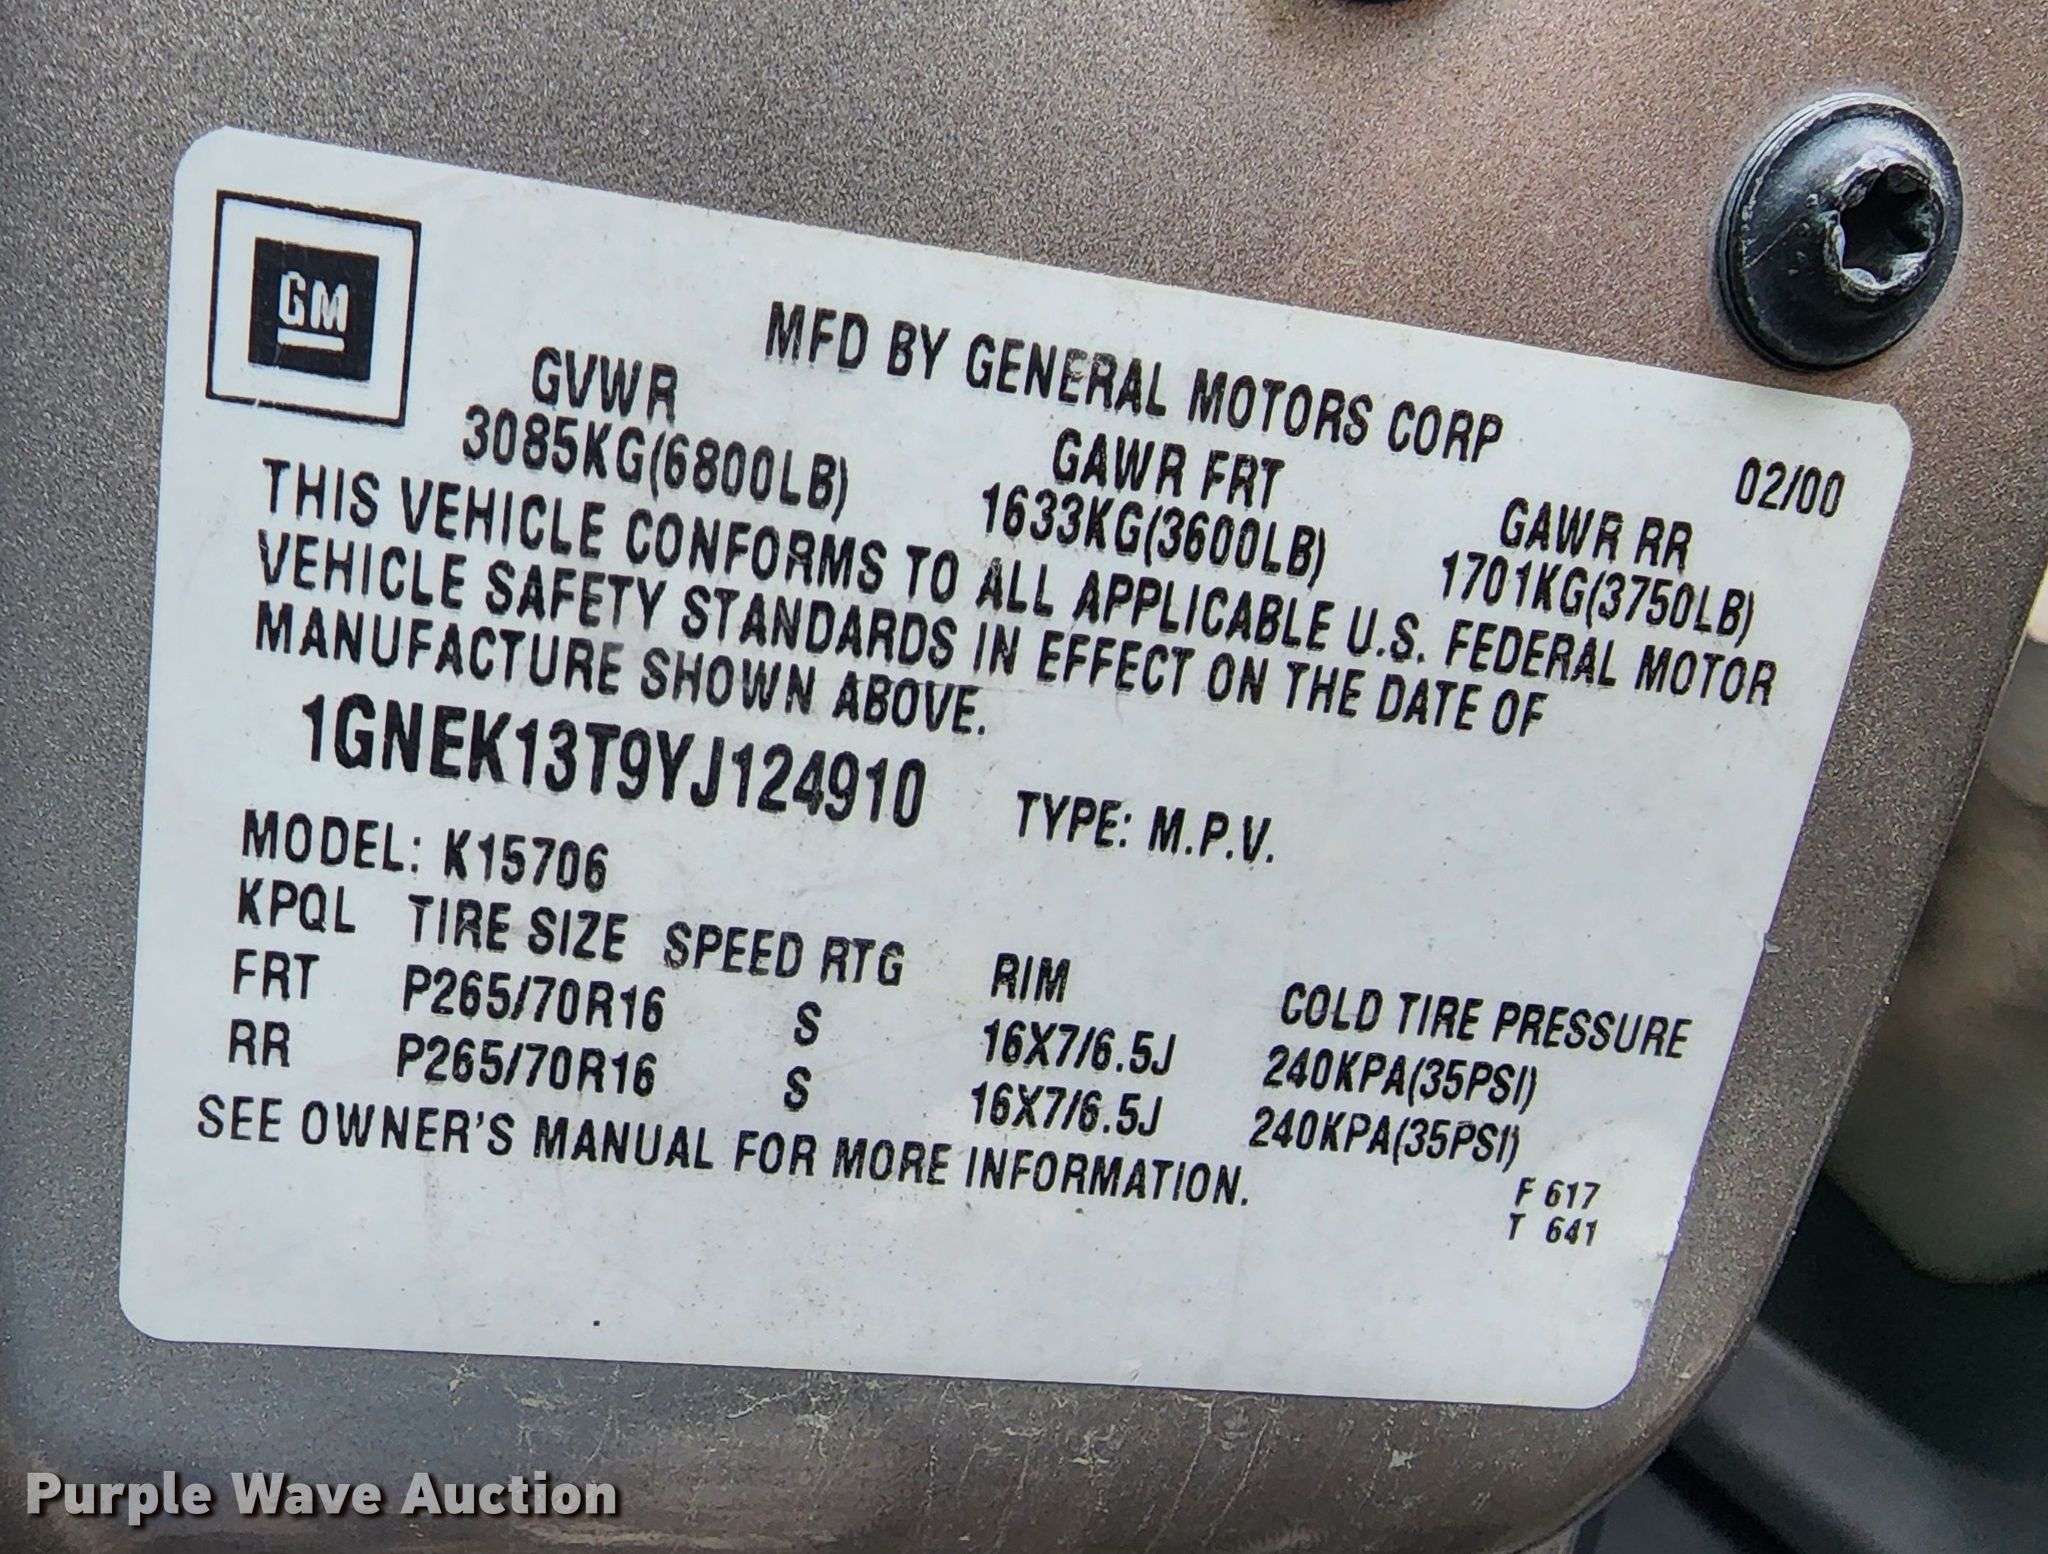 GM
MFD BY GENERAL MOTORS CORP
02/00
GVWR GAWR FRT GAWR RR
3085KG(6800LB) 1633KG(3600LB) 1701KG(3750LB)
THIS VEHICLE CONFORMS TO ALL APPLICABLE U.S. FEDERAL MOTOR
VEHICLE SAFETY STANDARDS IN EFFECT ON THE DATE OF
MANUFACTURE SHOWN ABOVE.
1GNEK13T9YJ124910 TYPE: M.P.V.
MODEL: K15706
KPQL TIRE SIZE SPEED RTG RIM COLD TIRE PRESSURE
FRT P265/70R16 S 16X7/6.5J 240KPA(35PSI)
RR P265/70R16 S 16X7/6.5J 240KPA(35PSI)
SEE OWNER'S MANUAL FOR MORE INFORMATION.
F 617
T 641
Purple Wave Auction